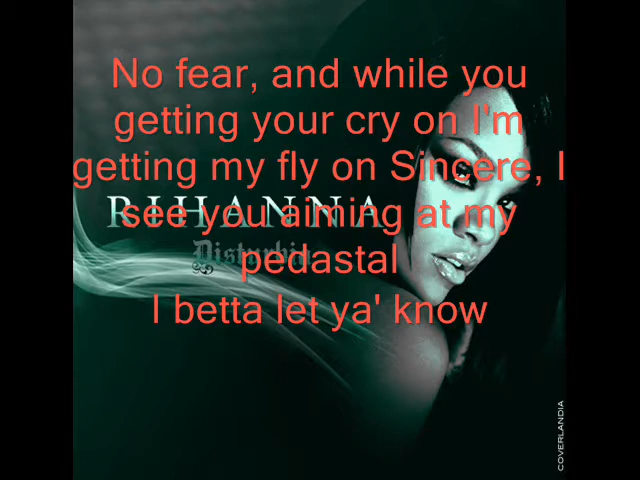 No fear, and while you
getting your cry on I'm
getting my fly on Sincere, I
see you aiming at my
RIHANNA
Disturbia
pedastal
I betta let ya' know
COVERLANDIA